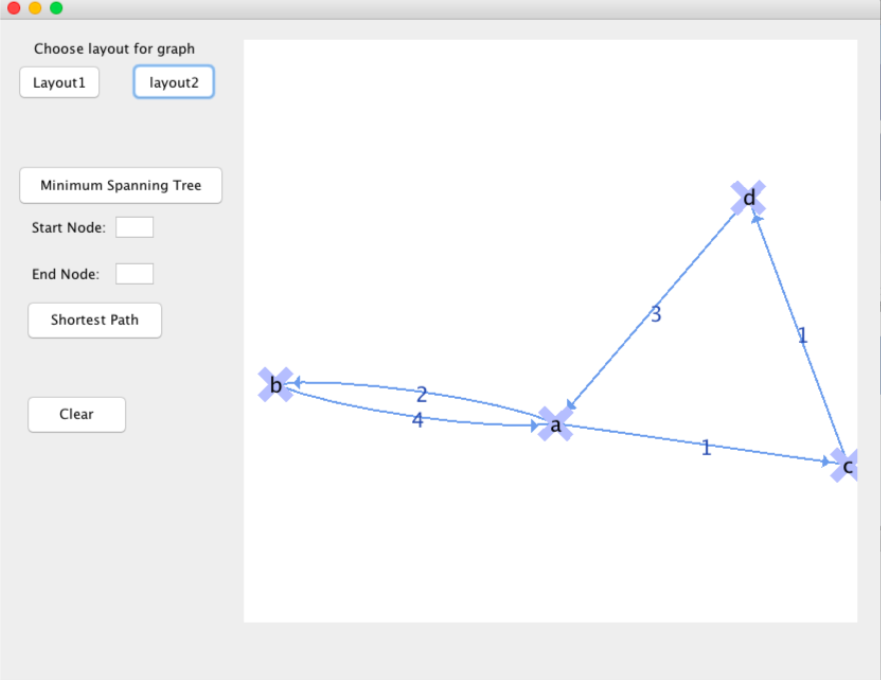 Choose layout for graph
Layout1 layout2
Minimum Spanning Tree
Start Node:
End Node:
Shortest Path
Clear
d
3
1
b
2
4
a
1
c